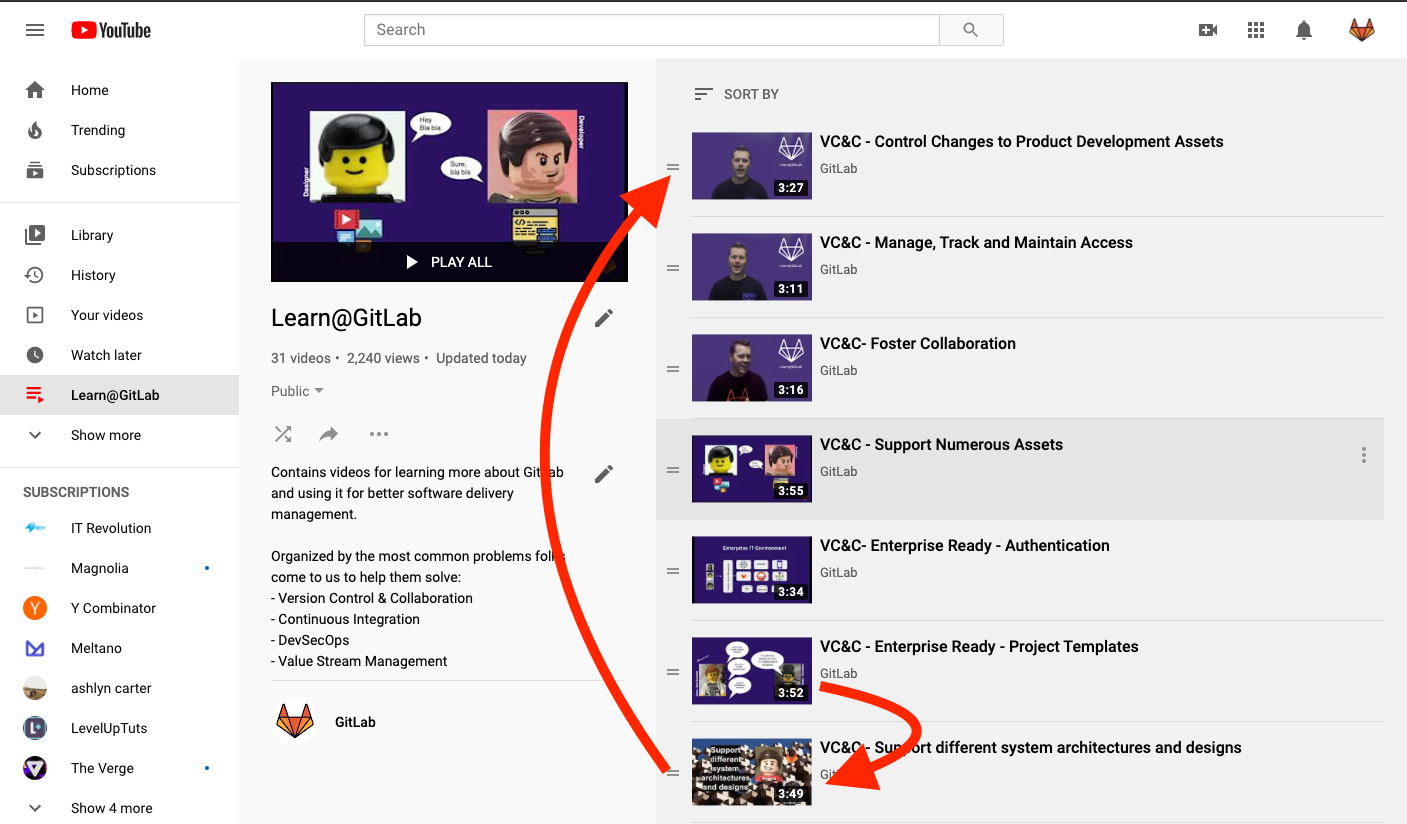 YouTube
Search
Home
Trending
Subscriptions
Library
History
Your videos
Watch later
Learn@GitLab
Show more
SUBSCRIPTIONS
IT Revolution
Magnolia
Y Combinator
Meltano
ashlyn carter
LevelUpTuts
The Verge
Show 4 more
Hey
Bla bla
Sure,
bla bla
Designer
Developer
PLAY ALL
Learn@GitLab
31 videos • 2,240 views • Updated today
Public
Contains videos for learning more about GitLab
and using it for better software delivery
management.
Organized by the most common problems folks
come to us to help them solve:
- Version Control & Collaboration
- Continuous Integration
- DevSecOps
- Value Stream Management
GitLab
SORT BY
VC&C - Control Changes to Product Development Assets
GitLab
3:27
VC&C - Manage, Track and Maintain Access
GitLab
3:11
VC&C- Foster Collaboration
GitLab
3:16
VC&C - Support Numerous Assets
GitLab
3:55
VC&C- Enterprise Ready - Authentication
GitLab
Enterprise IT Environment
3:34
VC&C - Enterprise Ready - Project Templates
GitLab
3:52
VC&C - Support different system architectures and designs
GitLab
Support
different
system
architectures
and designs
3:49